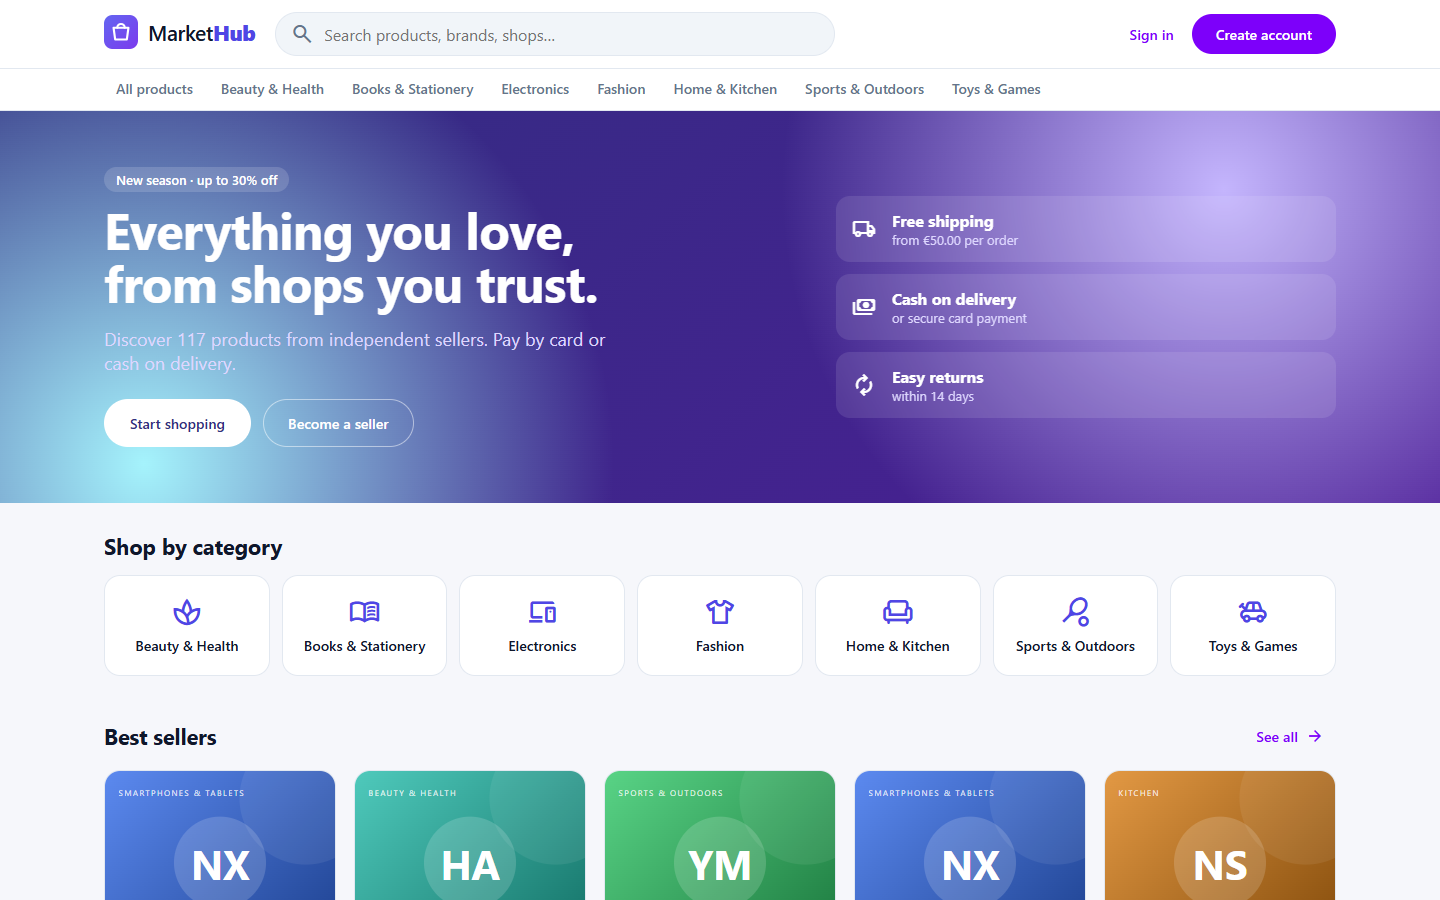 MarketHub
Search products, brands, shops...
Sign in
Create account
All products
Beauty & Health
Books & Stationery
Electronics
Fashion
Home & Kitchen
Sports & Outdoors
Toys & Games
New season · up to 30% off
Everything you love,
from shops you trust.
Discover 117 products from independent sellers. Pay by card or
cash on delivery.
Start shopping
Become a seller
Free shipping
from €50.00 per order
Cash on delivery
or secure card payment
Easy returns
within 14 days
Shop by category
Beauty & Health
Books & Stationery
Electronics
Fashion
Home & Kitchen
Sports & Outdoors
Toys & Games
Best sellers
See all
SMARTPHONES & TABLETS
NX
BEAUTY & HEALTH
HA
SPORTS & OUTDOORS
YM
SMARTPHONES & TABLETS
NX
KITCHEN
NS